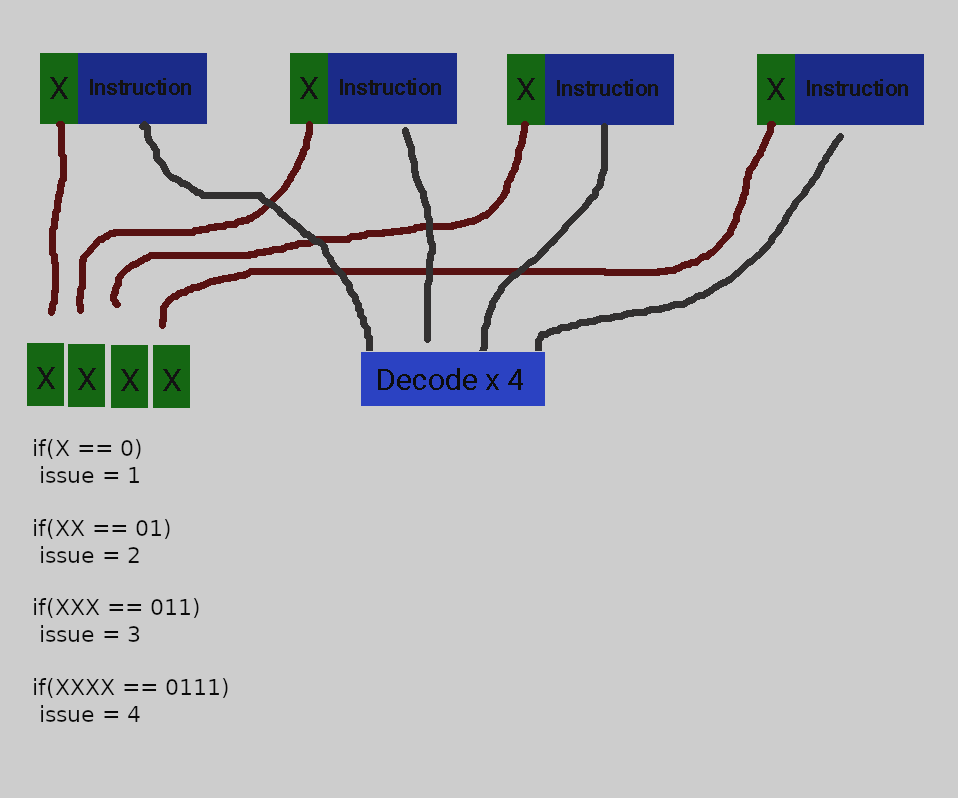 X Instruction X Instruction X Instruction X Instruction
X X X X Decode x 4
if(X == 0)
issue = 1
if(XX == 01)
issue = 2
if(XXX == 011)
issue = 3
if(XXXX == 0111)
issue = 4